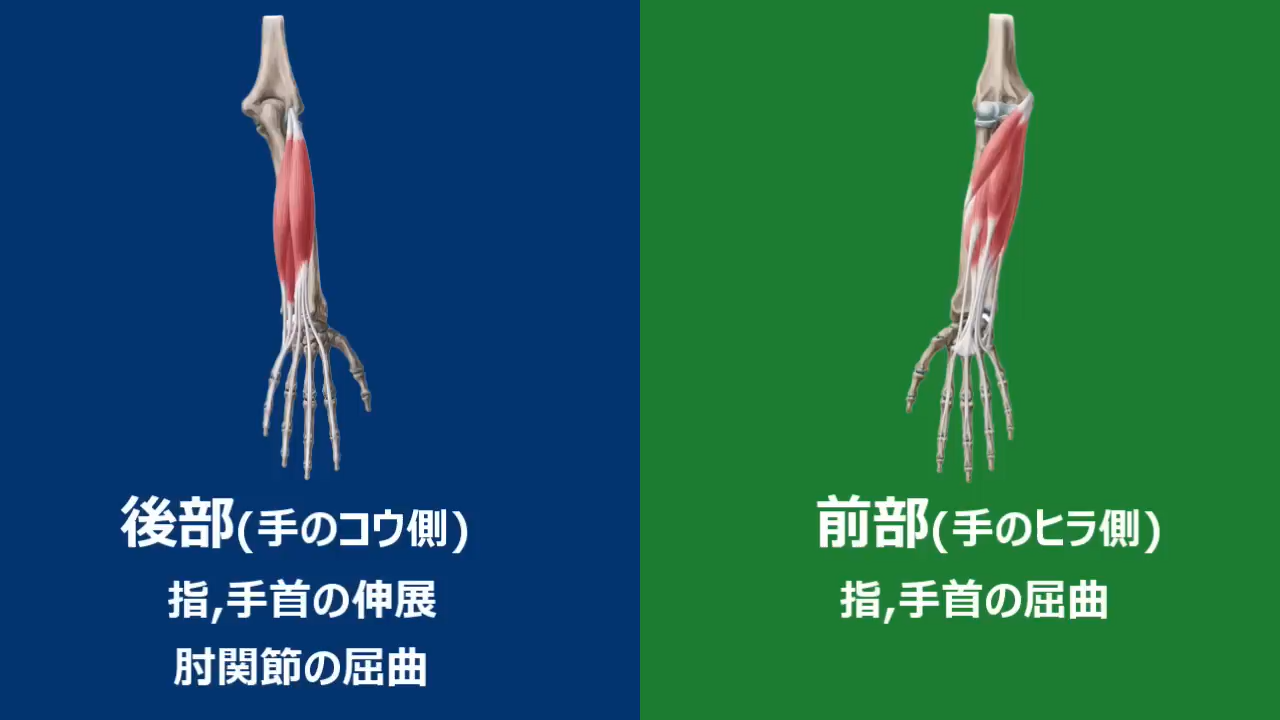 後部(手のコウ側)
指,手首の伸展
肘関節の屈曲
前部(手のヒラ側)
指,手首の屈曲